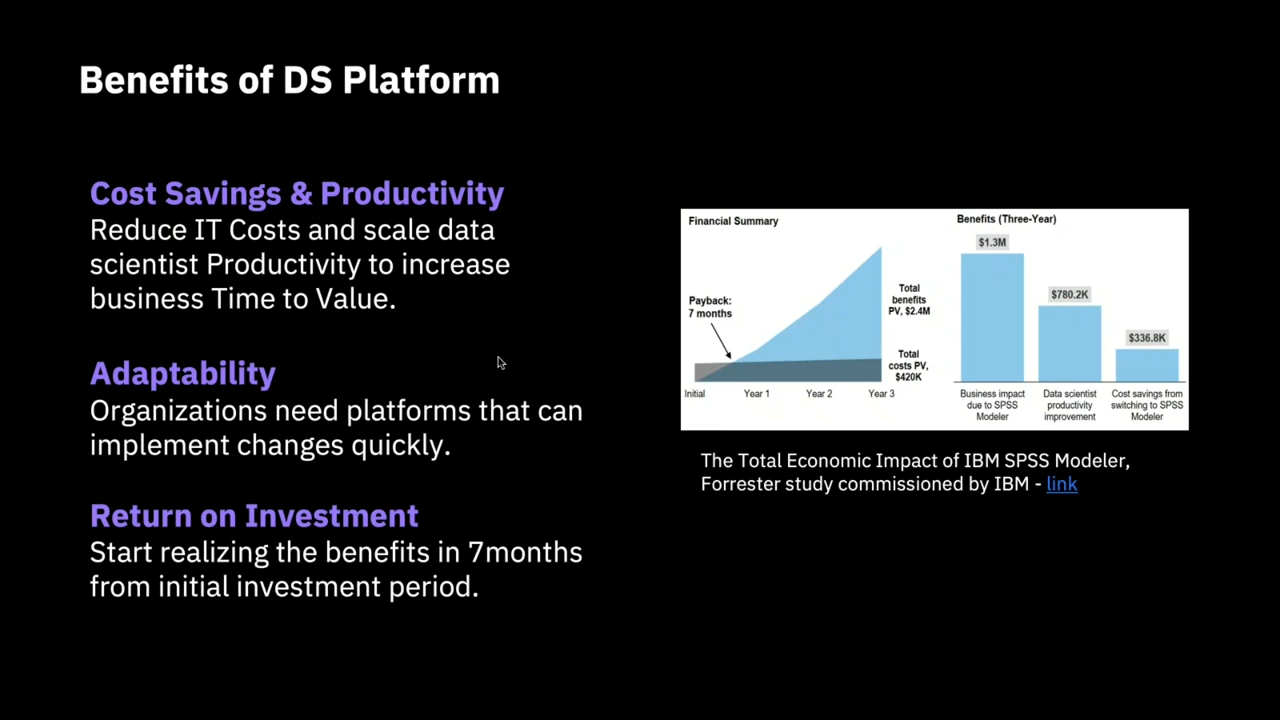 Benefits of DS Platform
Cost Savings & Productivity
Reduce IT Costs and scale data
scientist Productivity to increase
business Time to Value.
Adaptability
Organizations need platforms that can
implement changes quickly.
Return on Investment
Start realizing the benefits in 7months
from initial investment period.
Financial Summary
Payback:
7 months
Total
benefits
PV, $2.4M
Total
costs PV,
$420K
Initial
Year 1
Year 2
Year 3
Benefits (Three-Year)
$1.3M
$780.2K
$336.8K
Business impact
due to SPSS
Modeler
Data scientist
productivity
improvement
Cost savings from
switching to SPSS
Modeler
The Total Economic Impact of IBM SPSS Modeler,
Forrester study commissioned by IBM - link